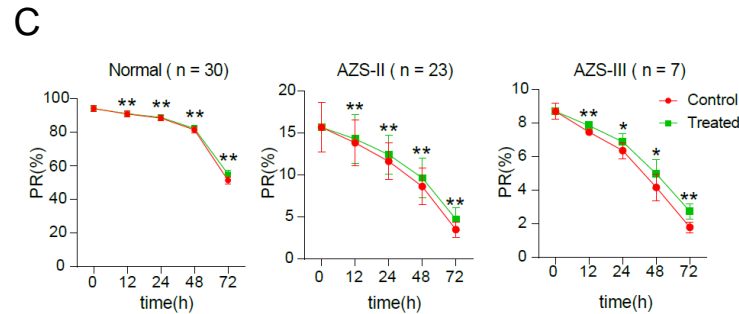 C
Normal ( n = 30)
PR(%)
100
80
60
40
20
0
** ** ** **
0 12 24 48 72
time(h)
AZS-II ( n = 23)
PR(%)
20
15
10
5
0
** ** ** **
0 12 24 48 72
time(h)
AZS-III ( n = 7)
PR(%)
10
8
6
4
2
0
** * * **
0 12 24 48 72
time(h)
Control
Treated